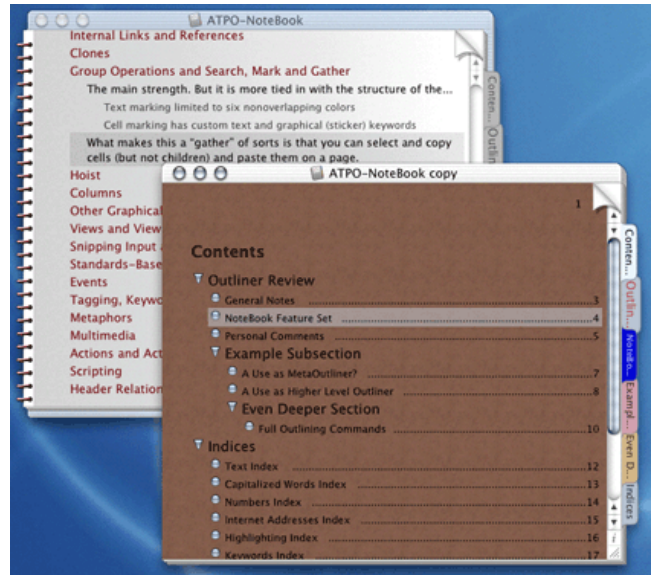 ATPO-NoteBook
Internal Links and References
Clones
Group Operations and Search, Mark and Gather
The main strength. But it is more tied in with the structure of the...
Text marking limited to six nonoverlapping colors
Cell marking has custom text and graphical (sticker) keywords
What makes this a “gather” of sorts is that you can select and copy
cells (but not children) and paste them on a page.
Hoist
Columns
Other Graphical
Views and View
Snipping Input
Standards-Base
Events
Tagging, Keywo
Metaphors
Multimedia
Actions and Act
Scripting
Header Relation
Conten...
Outlin
ATPO-NoteBook copy
1
Contents
Outliner Review
General Notes 3
NoteBook Feature Set 4
Personal Comments 5
Example Subsection
A Use as MetaOutliner? 7
A Use as Higher Level Outliner 8
Even Deeper Section
Full Outlining Commands 10
Indices
Text Index 12
Capitalized Words Index 13
Numbers Index 14
Internet Addresses Index 15
Highlighting Index 16
Keywords Index 17
Conten...
Outlin...
NoteBo...
Exampl...
Even D...
Indices
i